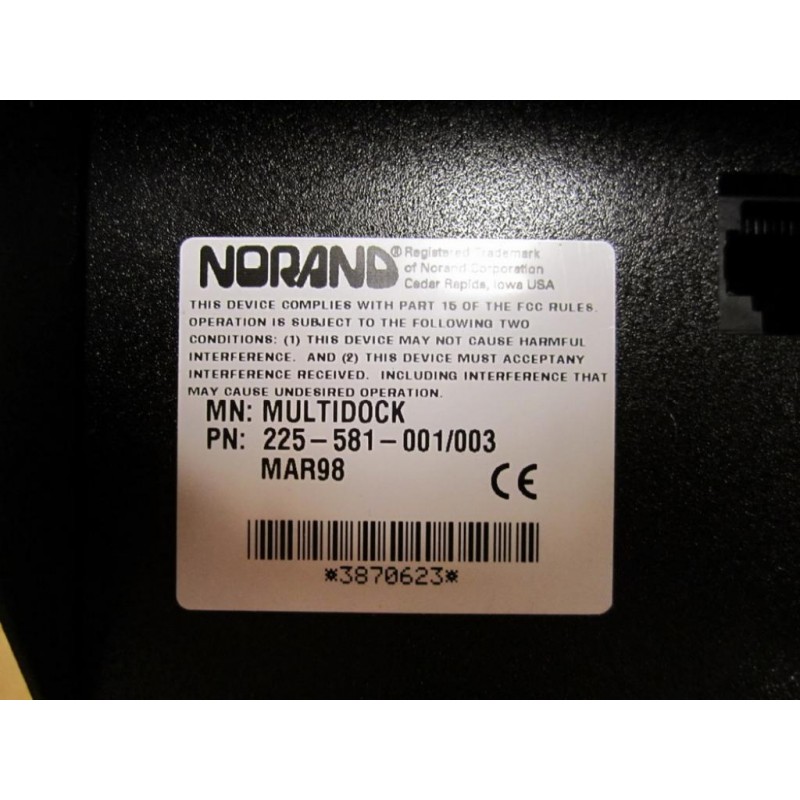 NORAND® Registered Trademark
of Norand Corporation
Cedar Rapids, Iowa USA
THIS DEVICE COMPLIES WITH PART 15 OF THE FCC RULES.
OPERATION IS SUBJECT TO THE FOLLOWING TWO
CONDITIONS: (1) THIS DEVICE MAY NOT CAUSE HARMFUL
INTERFERENCE. AND (2) THIS DEVICE MUST ACCEPTANY
INTERFERENCE RECEIVED. INCLUDING INTERFERENCE THAT
MAY CAUSE UNDESIRED OPERATION.
MN: MULTIDOCK
PN: 225-581-001/003
MAR98 CE
*3870623*